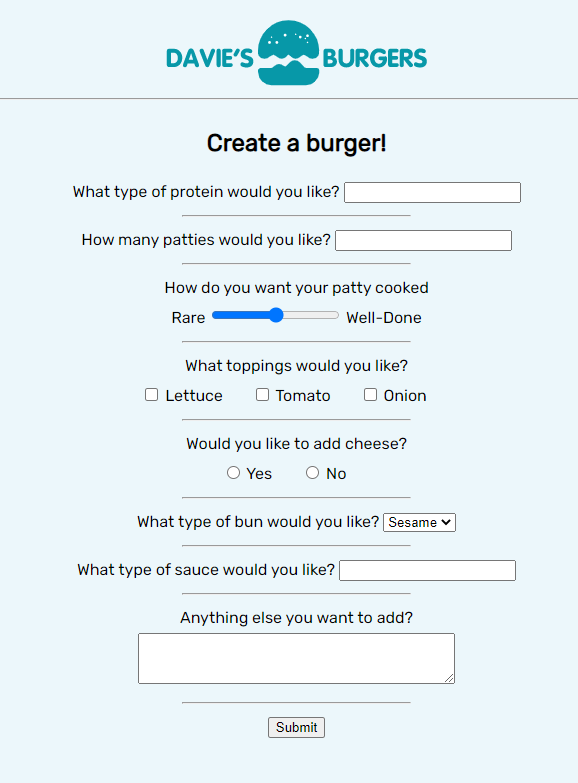 DAVIE'S BURGERS
Create a burger!
What type of protein would you like?
How many patties would you like?
How do you want your patty cooked
Rare Well-Done
What toppings would you like?
Lettuce Tomato Onion
Would you like to add cheese?
Yes No
What type of bun would you like? Sesame
What type of sauce would you like?
Anything else you want to add?
Submit